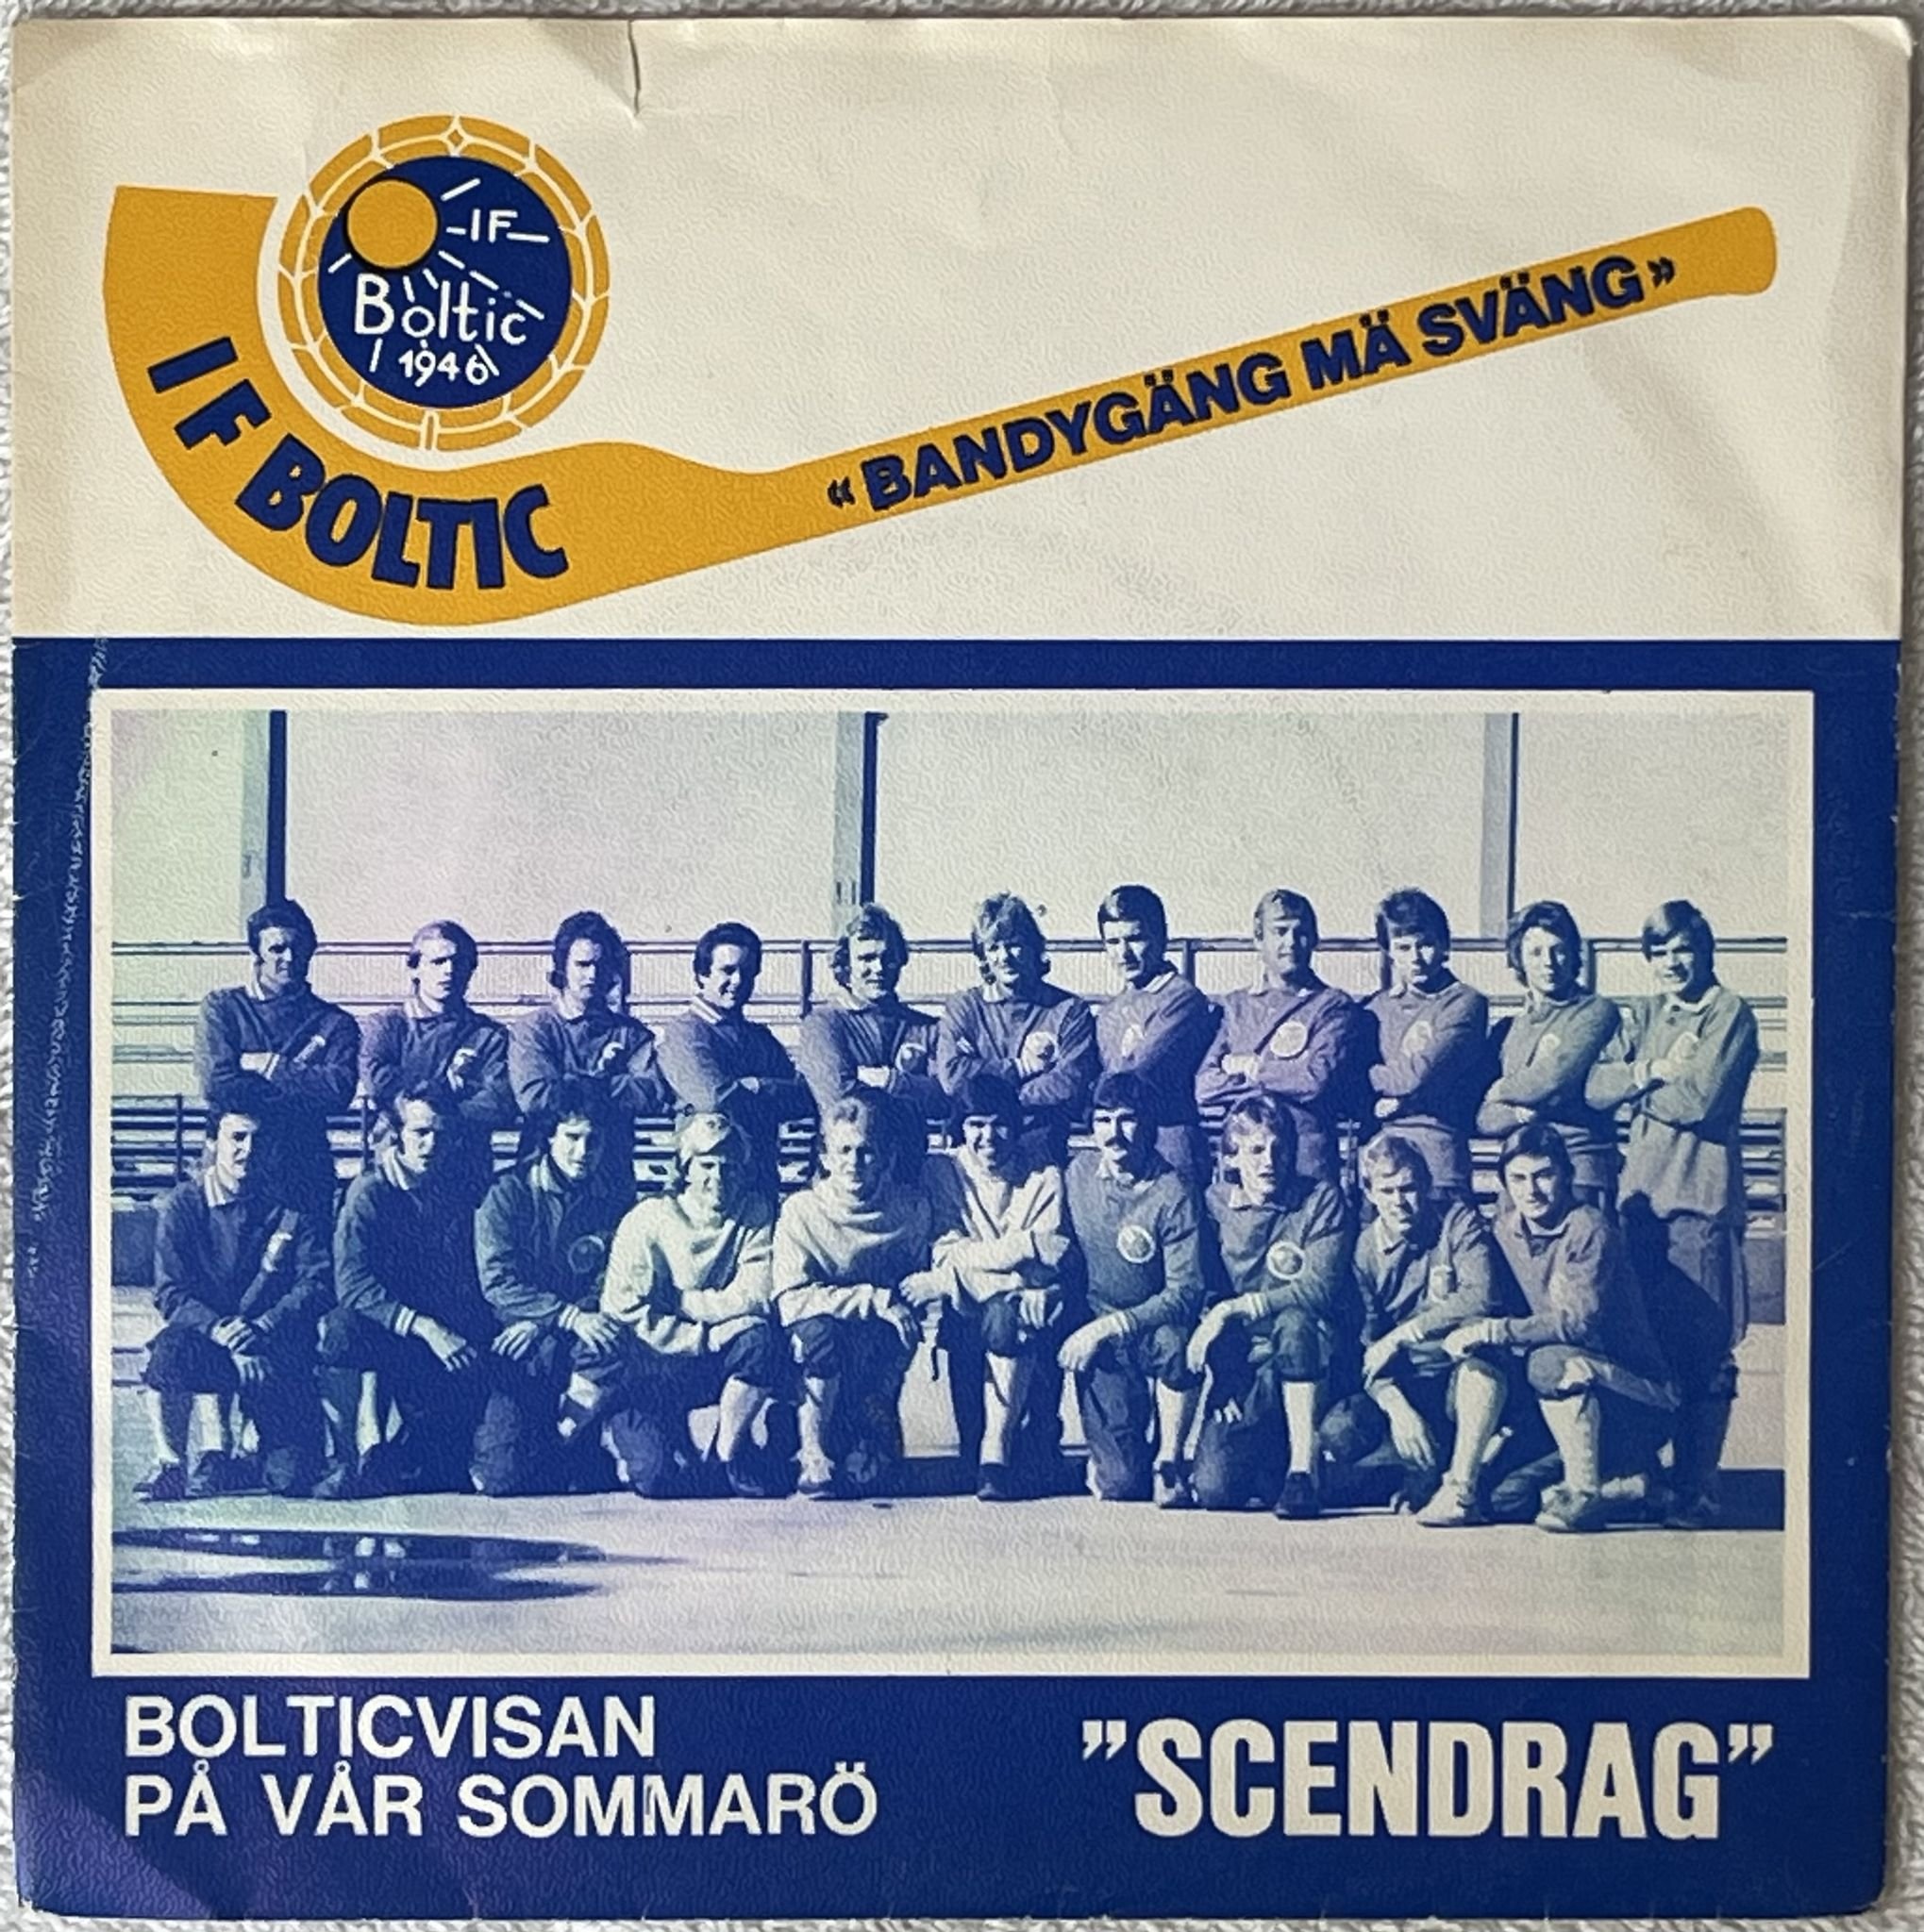 IF
Boltic
1946
IF BOLTIC
«BANDYGÄNG MÄ SVÄNG»
BOLTICVISAN
PÅ VÅR SOMMARÖ
”SCENDRAG”